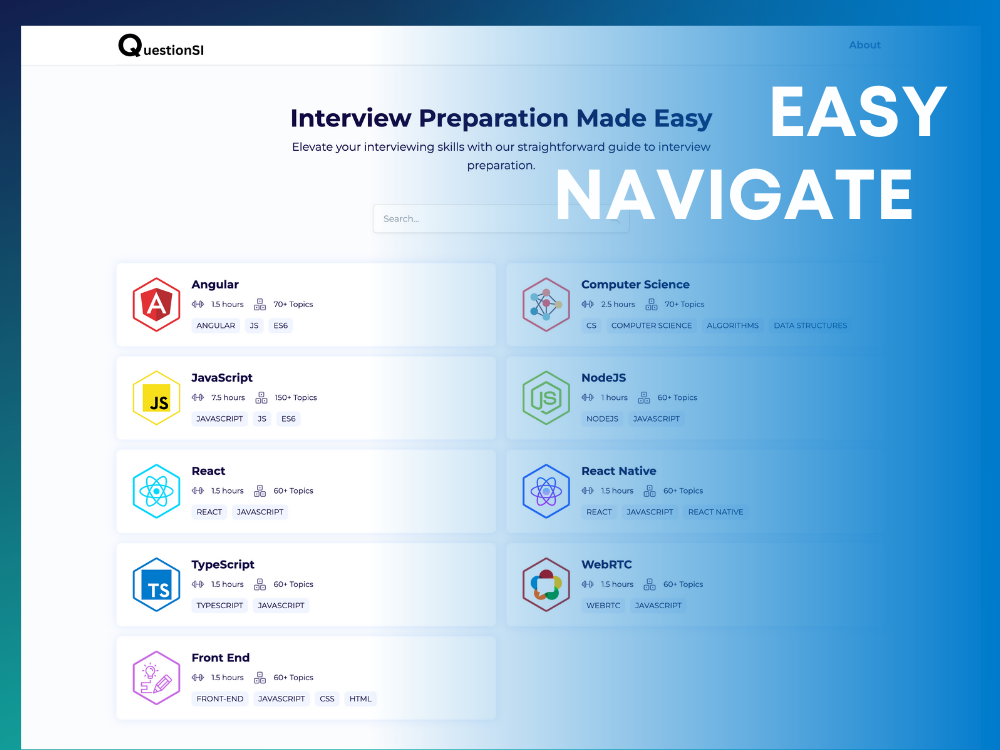 QuestionSI
About
EASY
NAVIGATE
Interview Preparation Made Easy
Elevate your interviewing skills with our straightforward guide to interview
preparation.
Search...
Angular
1.5 hours 70+ Topics
ANGULAR JS ES6
Computer Science
2.5 hours 70+ Topics
CS COMPUTER SCIENCE ALGORITHMS DATA STRUCTURES
JavaScript
JS
7.5 hours 150+ Topics
JAVASCRIPT JS ES6
NodeJS
JS
1 hours 60+ Topics
NODEJS JAVASCRIPT
React
1.5 hours 60+ Topics
REACT JAVASCRIPT
React Native
1.5 hours 60+ Topics
REACT JAVASCRIPT REACT NATIVE
TypeScript
TS
1.5 hours 60+ Topics
TYPESCRIPT JAVASCRIPT
WebRTC
1.5 hours 60+ Topics
WEBRTC JAVASCRIPT
Front End
1.5 hours 60+ Topics
FRONT-END JAVASCRIPT CSS HTML